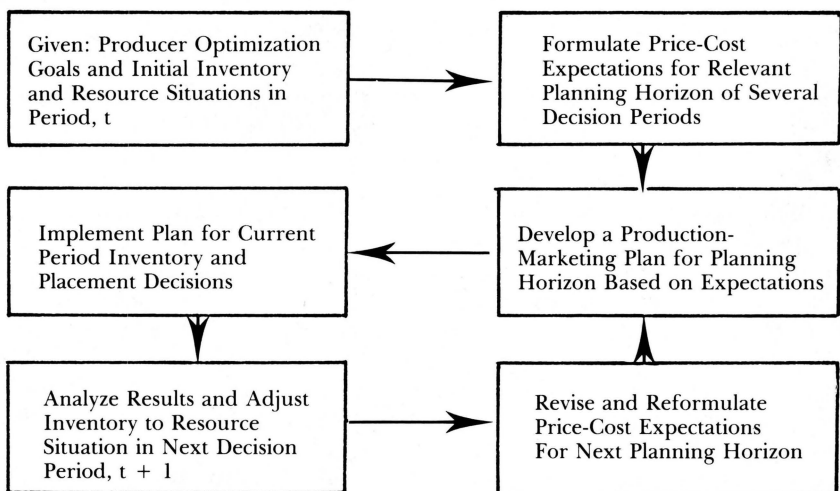 Given: Producer Optimization
Goals and Initial Inventory
and Resource Situations in
Period, t
Formulate Price-Cost
Expectations for Relevant
Planning Horizon of Several
Decision Periods
Implement Plan for Current
Period Inventory and
Placement Decisions
Develop a Production-
Marketing Plan for Planning
Horizon Based on Expectations
Analyze Results and Adjust
Inventory to Resource
Situation in Next Decision
Period, t + 1
Revise and Reformulate
Price-Cost Expectations
For Next Planning Horizon